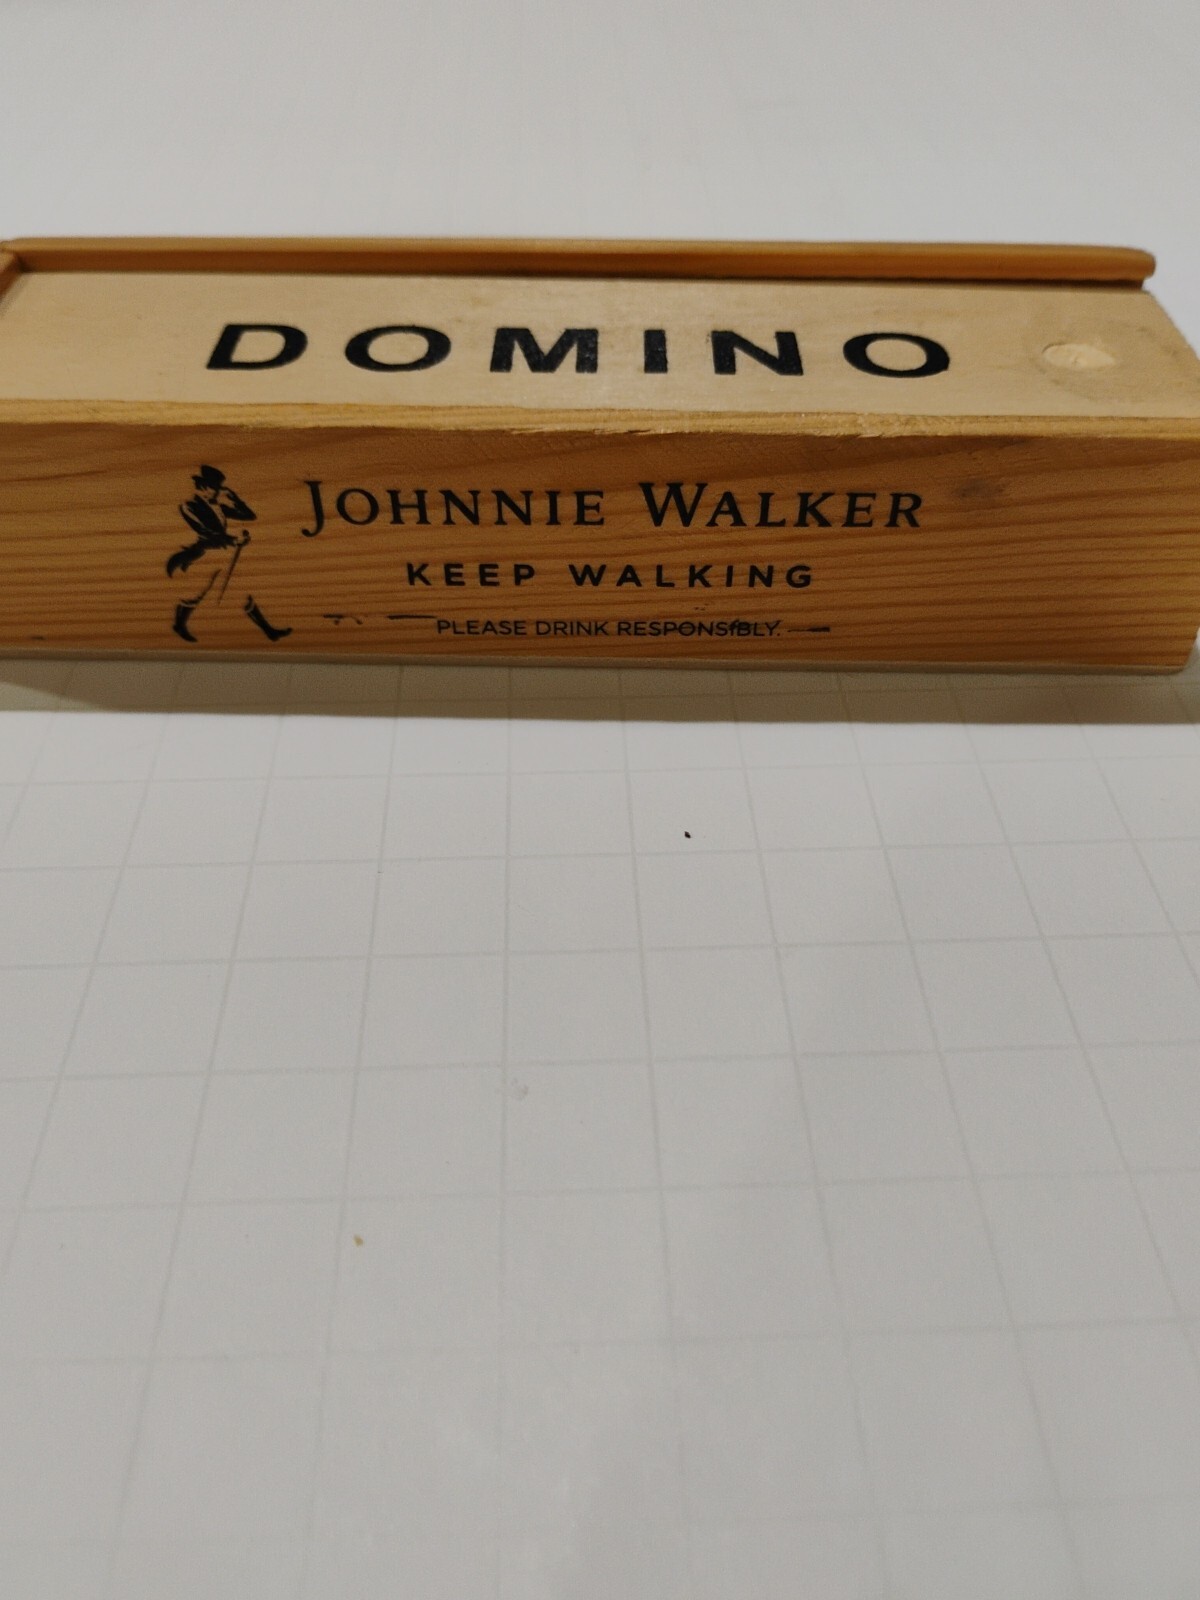 DOMINO
JOHNNIE WALKER
KEEP WALKING
PLEASE DRINK RESPONSIBLY.